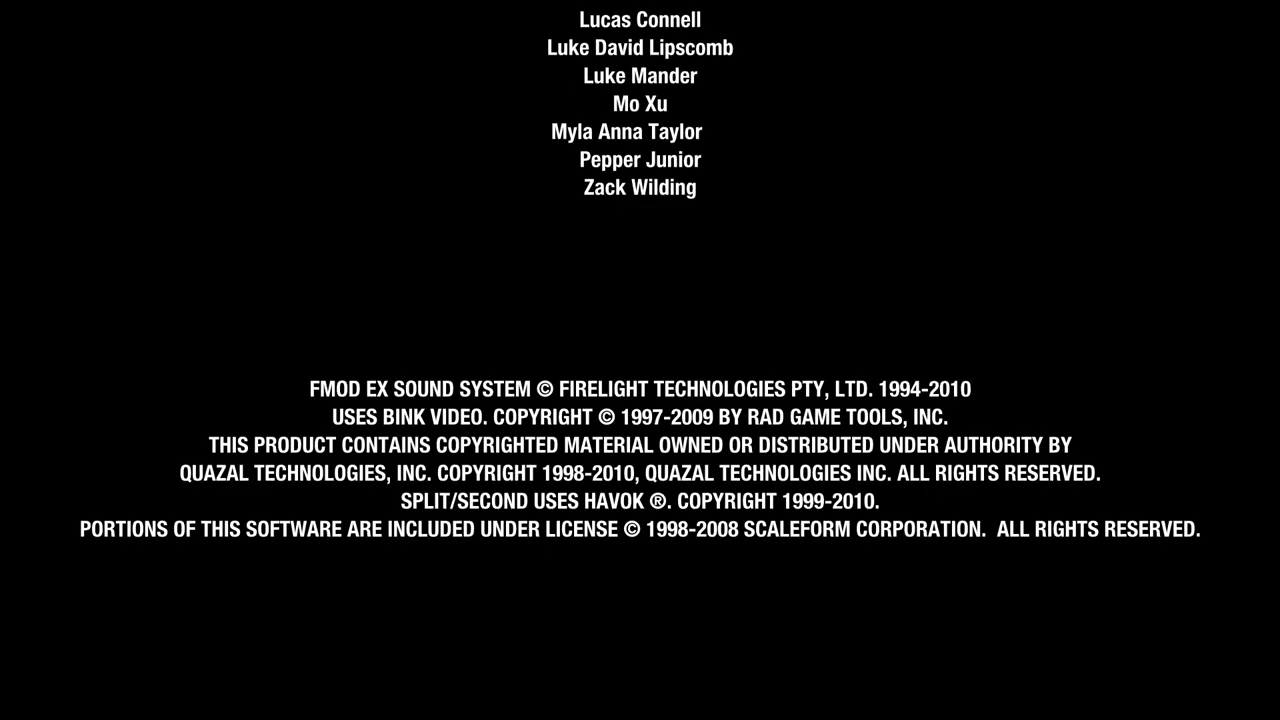 Lucas Connell
Luke David Lipscomb
Luke Mander
Mo Xu
Myla Anna Taylor
Pepper Junior
Zack Wilding
FMOD EX SOUND SYSTEM © FIRELIGHT TECHNOLOGIES PTY, LTD. 1994-2010
USES BINK VIDEO. COPYRIGHT © 1997-2009 BY RAD GAME TOOLS, INC.
THIS PRODUCT CONTAINS COPYRIGHTED MATERIAL OWNED OR DISTRIBUTED UNDER AUTHORITY BY
QUAZAL TECHNOLOGIES, INC. COPYRIGHT 1998-2010, QUAZAL TECHNOLOGIES INC. ALL RIGHTS RESERVED.
SPLIT/SECOND USES HAVOK ®. COPYRIGHT 1999-2010.
PORTIONS OF THIS SOFTWARE ARE INCLUDED UNDER LICENSE © 1998-2008 SCALEFORM CORPORATION.  ALL RIGHTS RESERVED.